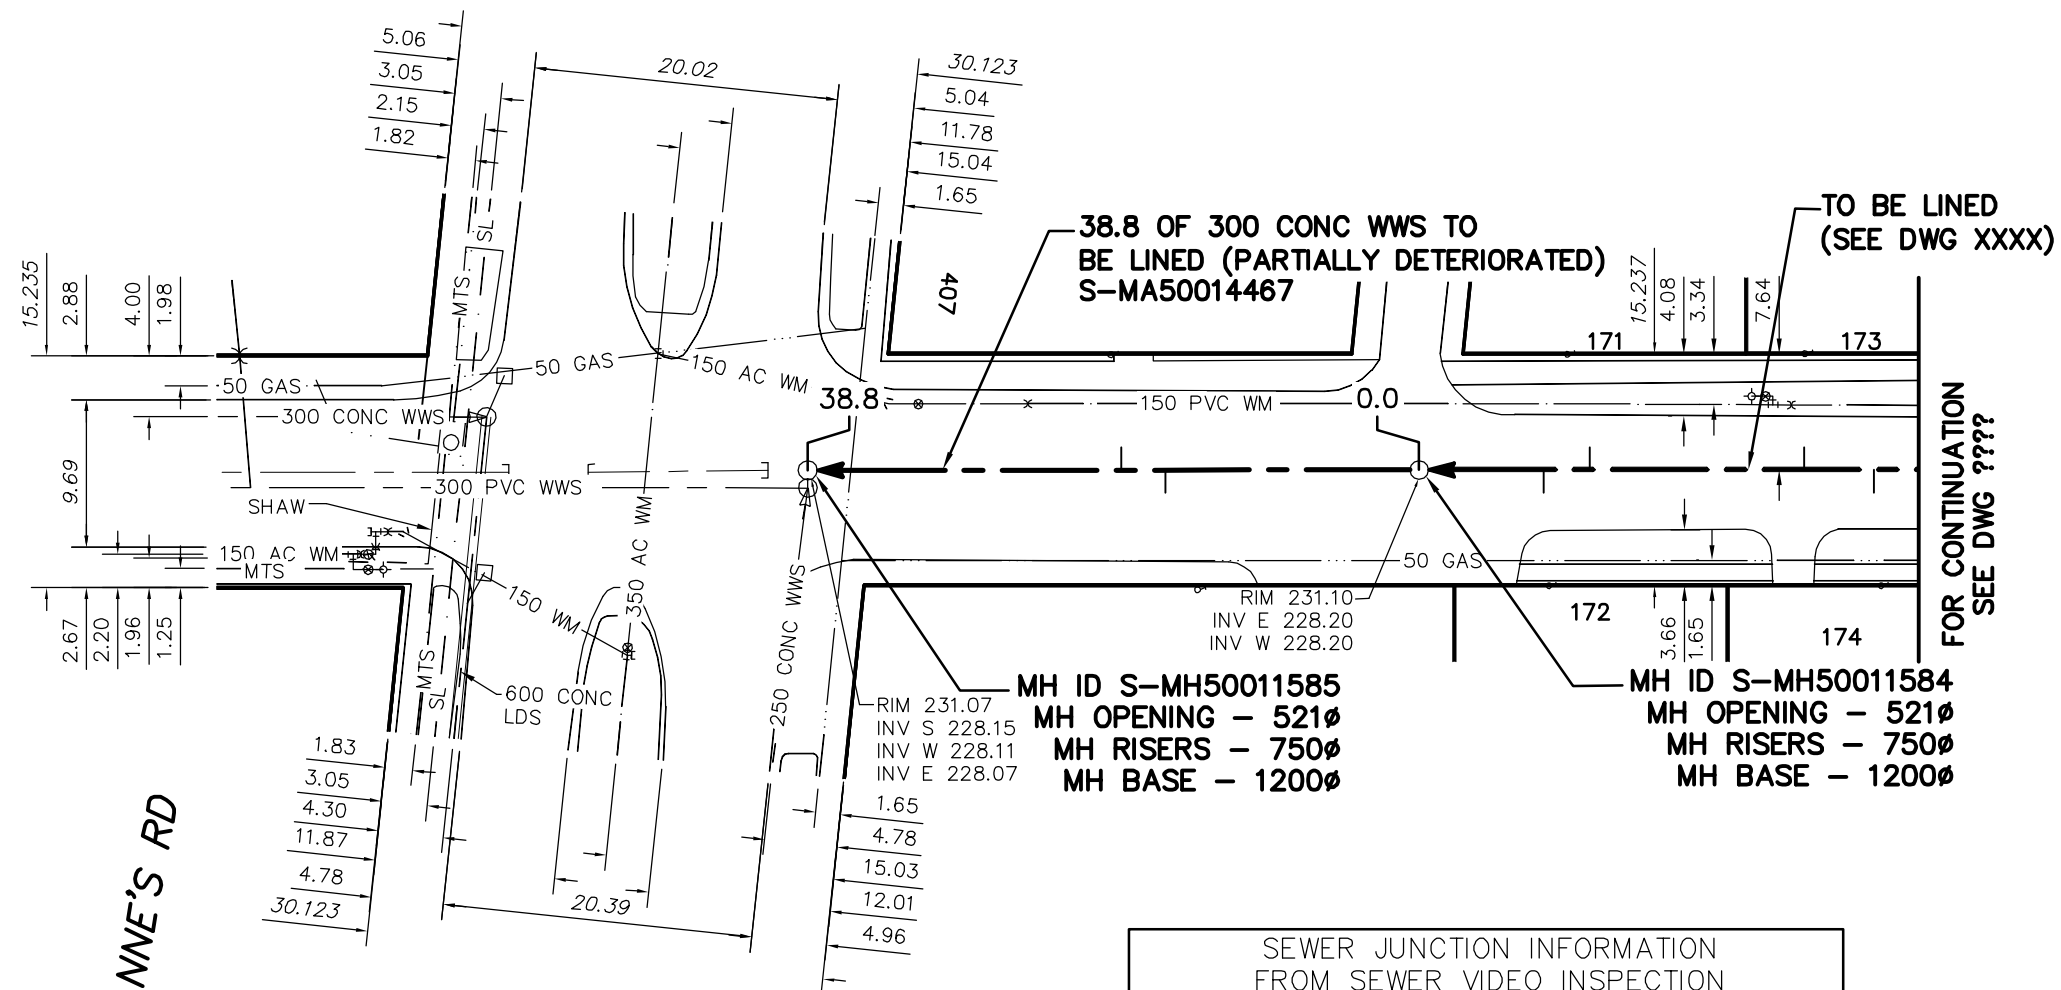 5.06
3.05
2.15
1.82
20.02
30.123
5.04
11.78
15.04
1.65
38.8 OF 300 CONC WWS TO
BE LINED (PARTIALLY DETERIORATED)
S-MA50014467
TO BE LINED
(SEE DWG XXXX)
15.235
2.88
4.00
1.98
SL
MTS
407
15.237
4.08
3.34
7.64
171
173
50 GAS
50 GAS
150 AC WM
38.8
150 PVC WM
0.0
300 CONC WWS
9.69
300 PVC WWS
SHAW
150 AC WM
MTS
350 AC WM
150 WM
250 CONC WWS
50 GAS
FOR CONTINUATION
SEE DWG ????
RIM 231.10
INV E 228.20
INV W 228.20
172
174
3.66
1.65
2.67
2.20
1.96
1.25
MTS
SL
600 CONC
LDS
RIM 231.07
INV S 228.15
INV W 228.11
INV E 228.07
MH ID S-MH50011585
MH OPENING - 521ø
MH RISERS - 750ø
MH BASE - 1200ø
MH ID S-MH50011584
MH OPENING - 521ø
MH RISERS - 750ø
MH BASE - 1200ø
1.83
3.05
4.30
11.87
4.78
30.123
20.39
1.65
4.78
15.03
12.01
4.96
NNE'S RD
SEWER JUNCTION INFORMATION
FROM SEWER VIDEO INSPECTION